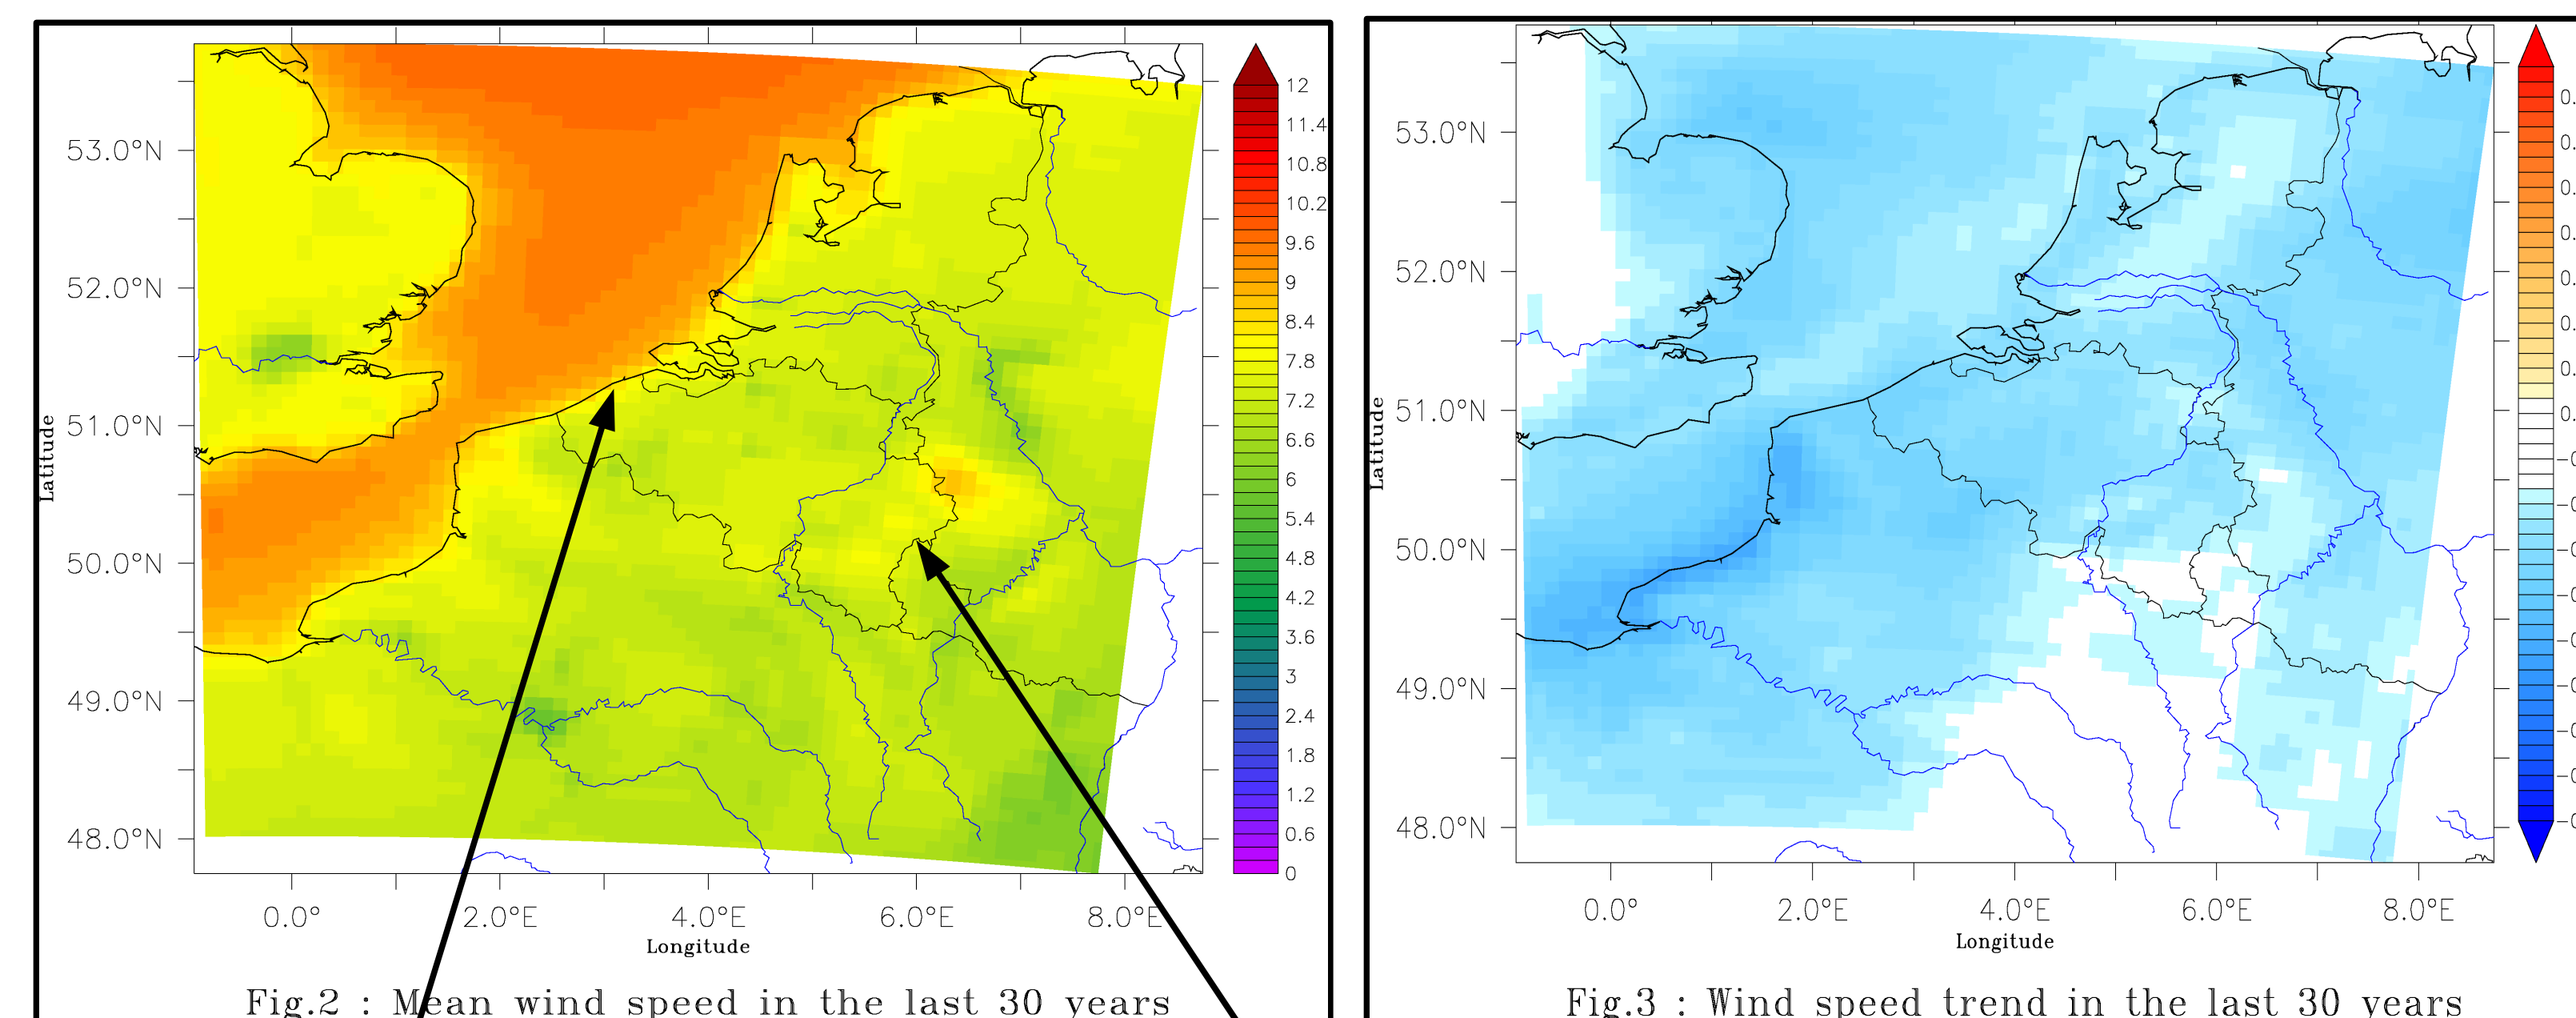 53.0°N
52.0°N
51.0°N
50.0°N
49.0°N
48.0°N
Latitude
0.0° 2.0°E 4.0°E 6.0°E 8.0°E
Longitude
12
11.4
10.8
10.2
9.6
9
8.4
7.8
7.2
6.6
6
5.4
4.8
4.2
3.6
3
2.4
1.8
1.2
0.6
0
Fig.2 : Mean wind speed in the last 30 years
53.0°N
52.0°N
51.0°N
50.0°N
49.0°N
48.0°N
Latitude
0.0° 2.0°E 4.0°E 6.0°E 8.0°E
Longitude
Fig.3 : Wind speed trend in the last 30 years